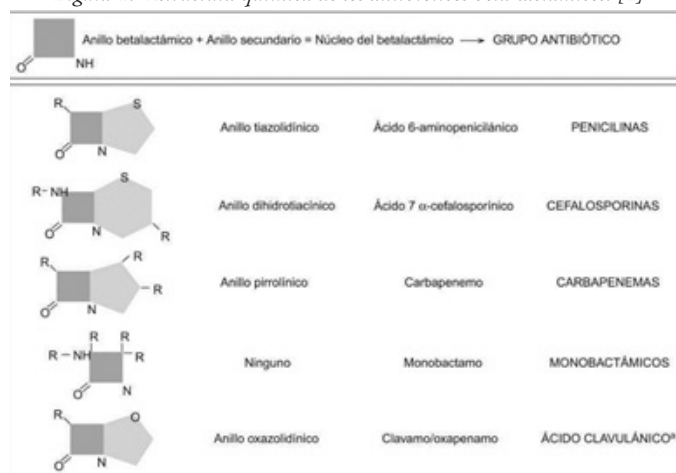 Anillo betalactámico + Anillo secundario = Núcleo del betalactámico → GRUPO ANTIBIÓTICO
O NH
R S
Anillo tiazolidínico Ácido 6-aminopenicilánico PENICILINAS
O N
S
R-NH
Anillo dihidrotiacínico Ácido 7 α-cefalosporínico CEFALOSPORINAS
O N R
R R
Anillo pirrolínico Carbapenemo CARBAPENEMAS
R
O N
R R
R-NH R
Ninguno Monobactamo MONOBACTÁMICOS
O N
R O
Anillo oxazolidínico Clavamo/oxapenamo ÁCIDO CLAVULÁNICOª
O N